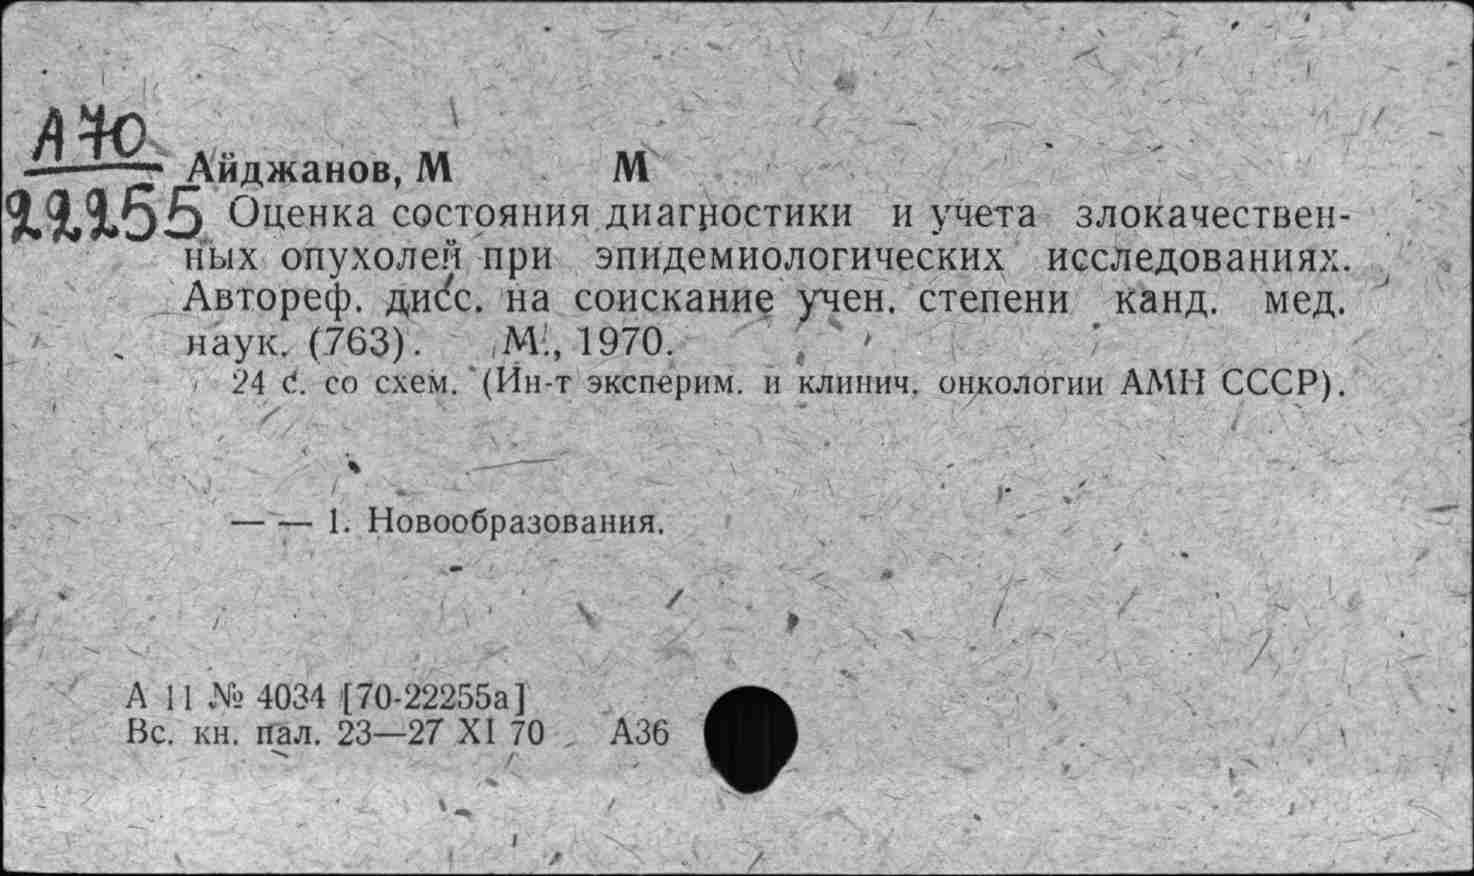 А70
22255
Айджанов, М М
Оценка состояния диагностики и учета злокачествен-
ных опухолей при эпидемиологических исследованиях.
Автореф. дисс. на соискание учен. степени канд. мед.
наук. (763). М., 1970.
24 с. со схем. (Ин-т эксперим. и клинич. онкологии АМН СССР).
— — 1. Новообразования.
А 11 № 4034 [70-22255а]
Вс. кн. пал. 23—27 XI 70 А36